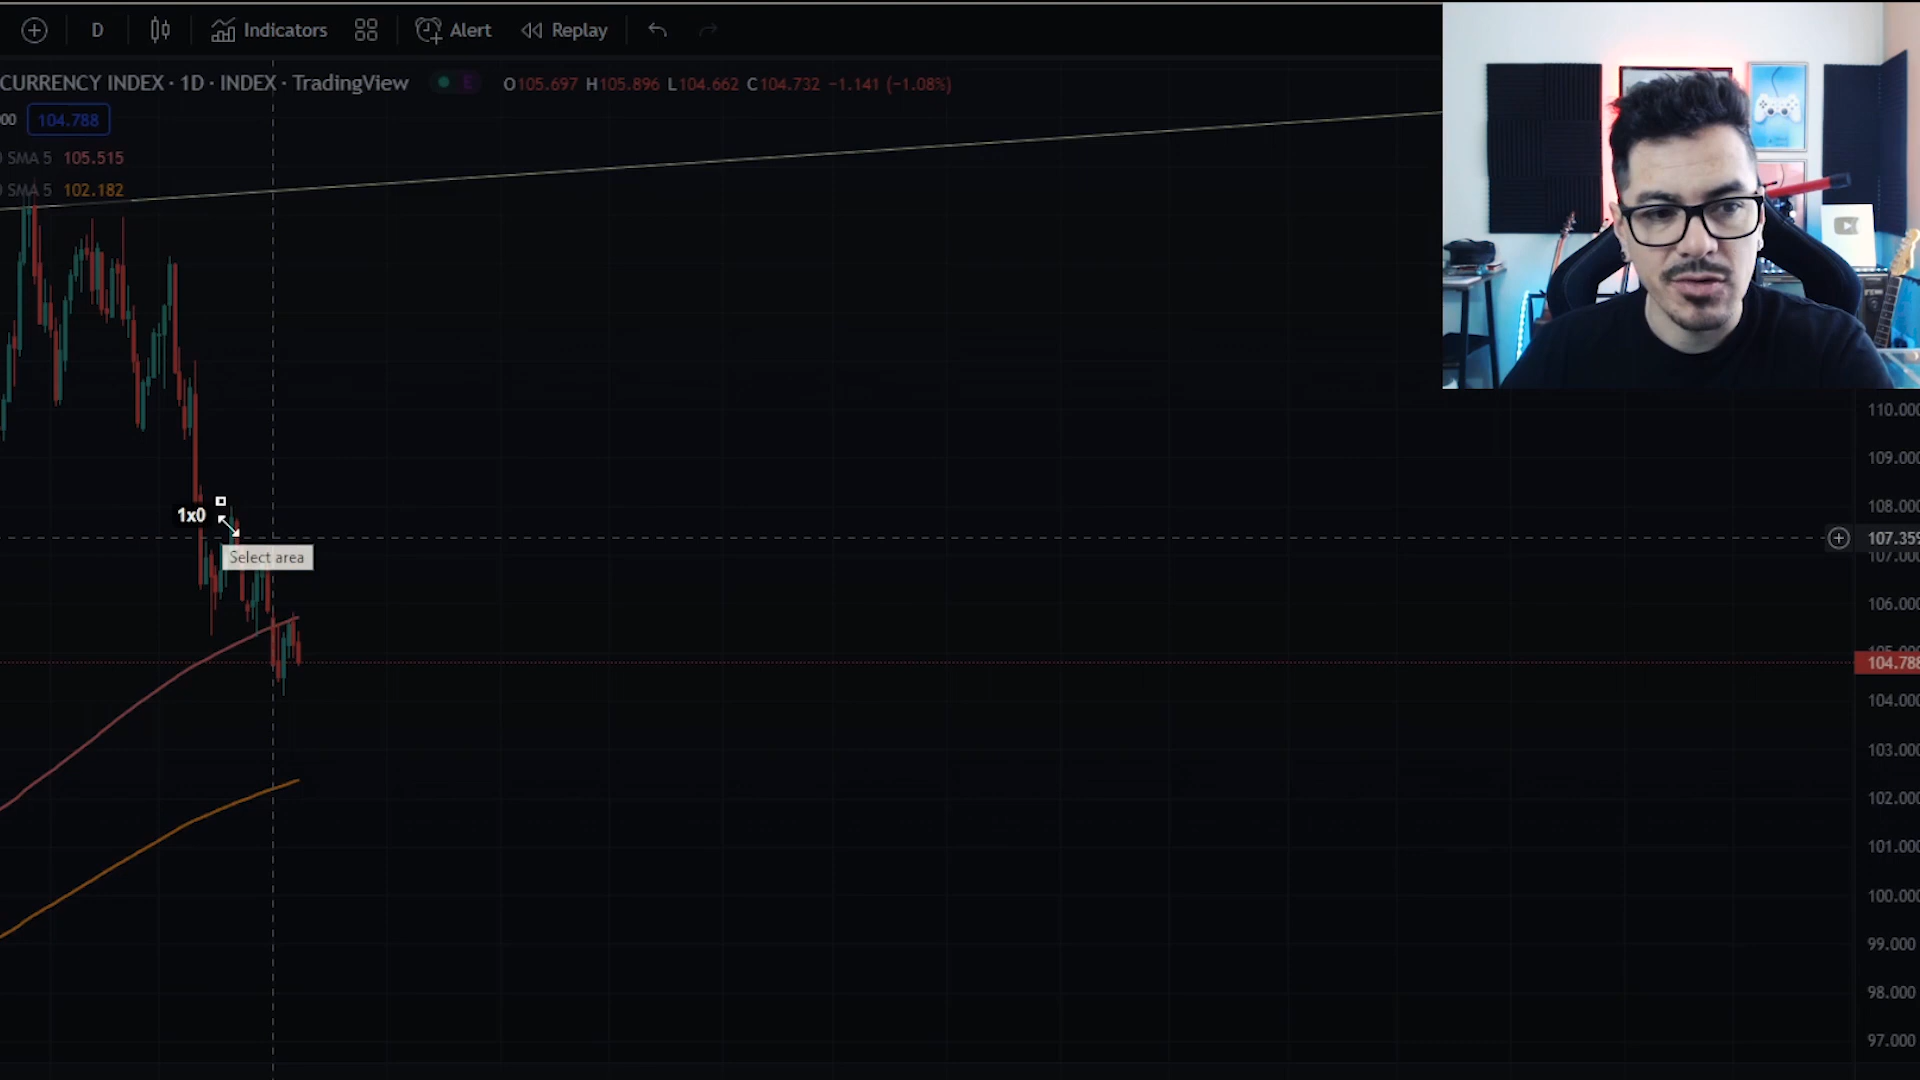 D Indicators Alert Replay
CURRENCY INDEX · 1D · INDEX · TradingView E O105.697 H105.896 L104.662 C104.732 −1.141 (−1.08%)
00 104.788
SMA 5 105.515
SMA 5 102.182
110.000
109.000
1x0
108.000
107.359
Select area
107.000
106.000
104.788
104.000
103.000
102.000
101.000
100.000
99.000
98.000
97.000